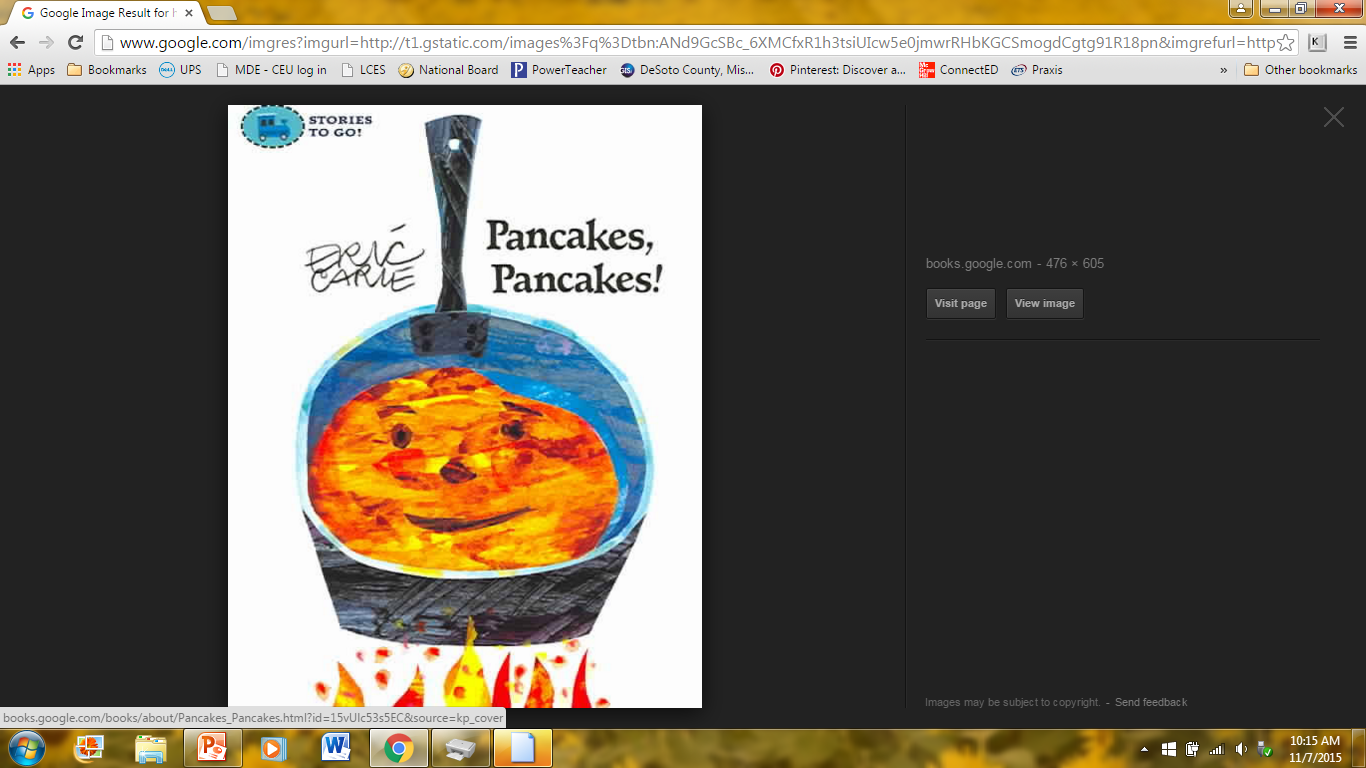 Google Image Result for h
www.google.com/imgres?imgurl=http://t1.gstatic.com/images%3Fq%3Dtbn:ANd9GcSBc_6XMCfxR1h3tsiUIcw5e0jmwrRHbKGCSmogdCgtg91R18pn&imgrefurl=http
Apps Bookmarks UPS MDE - CEU log in LCES National Board PowerTeacher DeSoto County, Mis... Pinterest: Discover a... ConnectED Praxis » Other bookmarks
STORIES
TO GO!
ERIC
CARLE
Pancakes,
Pancakes!
books.google.com - 476 × 605
Visit page View image
Images may be subject to copyright. - Send feedback
books.google.com/books/about/Pancakes_Pancakes.html?id=15vUlc53s5EC&source=kp_cover
10:15 AM
11/7/2015